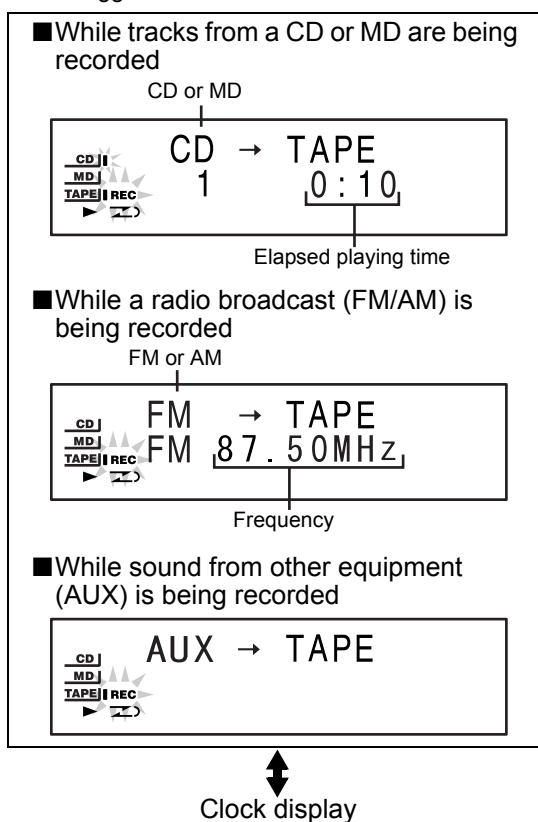 ■While tracks from a CD or MD are being
recorded
CD or MD
CD → TAPE
CD
MD
TAPE REC
1 0:10
Elapsed playing time
■While a radio broadcast (FM/AM) is
being recorded
FM or AM
FM → TAPE
CD
MD
TAPE REC
FM 87.50MHz
Frequency
■While sound from other equipment
(AUX) is being recorded
AUX → TAPE
CD
MD
TAPE REC
Clock display